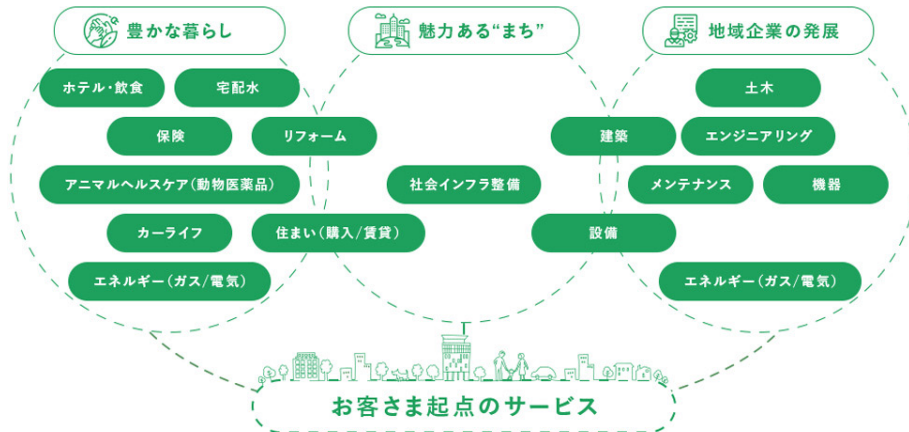 豊かな暮らし
魅力ある“まち”
地域企業の発展
ホテル・飲食
宅配水
土木
保険
リフォーム
建築
エンジニアリング
アニマルヘルスケア(動物医薬品)
社会インフラ整備
メンテナンス
機器
カーライフ
住まい(購入/賃貸)
設備
エネルギー(ガス/電気)
エネルギー(ガス/電気)
お客さま起点のサービス